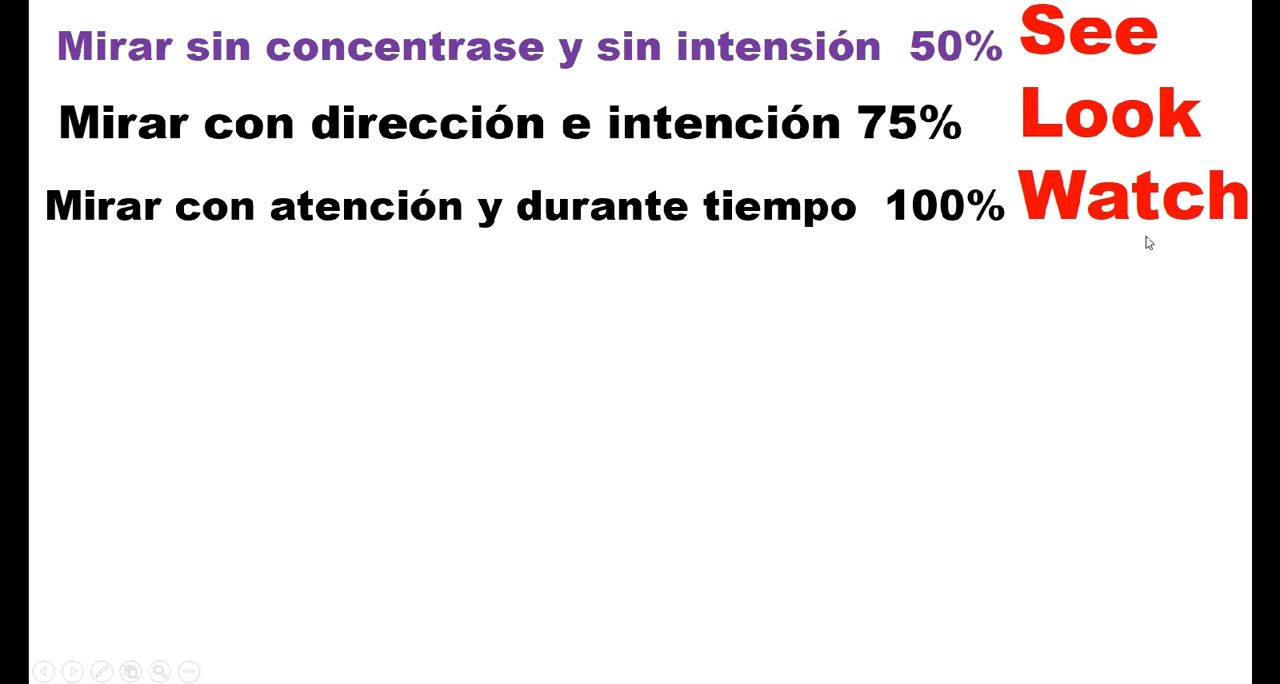 Mirar sin concentrase y sin intensión 50% See
Mirar con dirección e intención 75% Look
Mirar con atención y durante tiempo 100% Watch